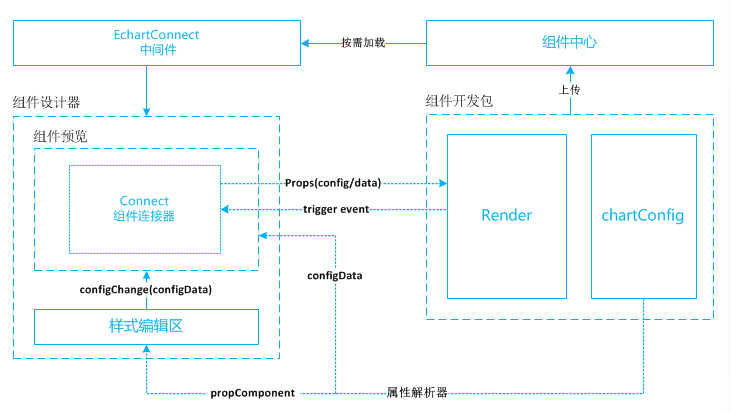 EchartConnect
中间件
按需加载
组件中心
上传
组件设计器
组件开发包
组件预览
Connect
组件连接器
Props(config/data)
trigger event
Render
chartConfig
configData
configChange(configData)
样式编辑区
propComponent
属性解析器